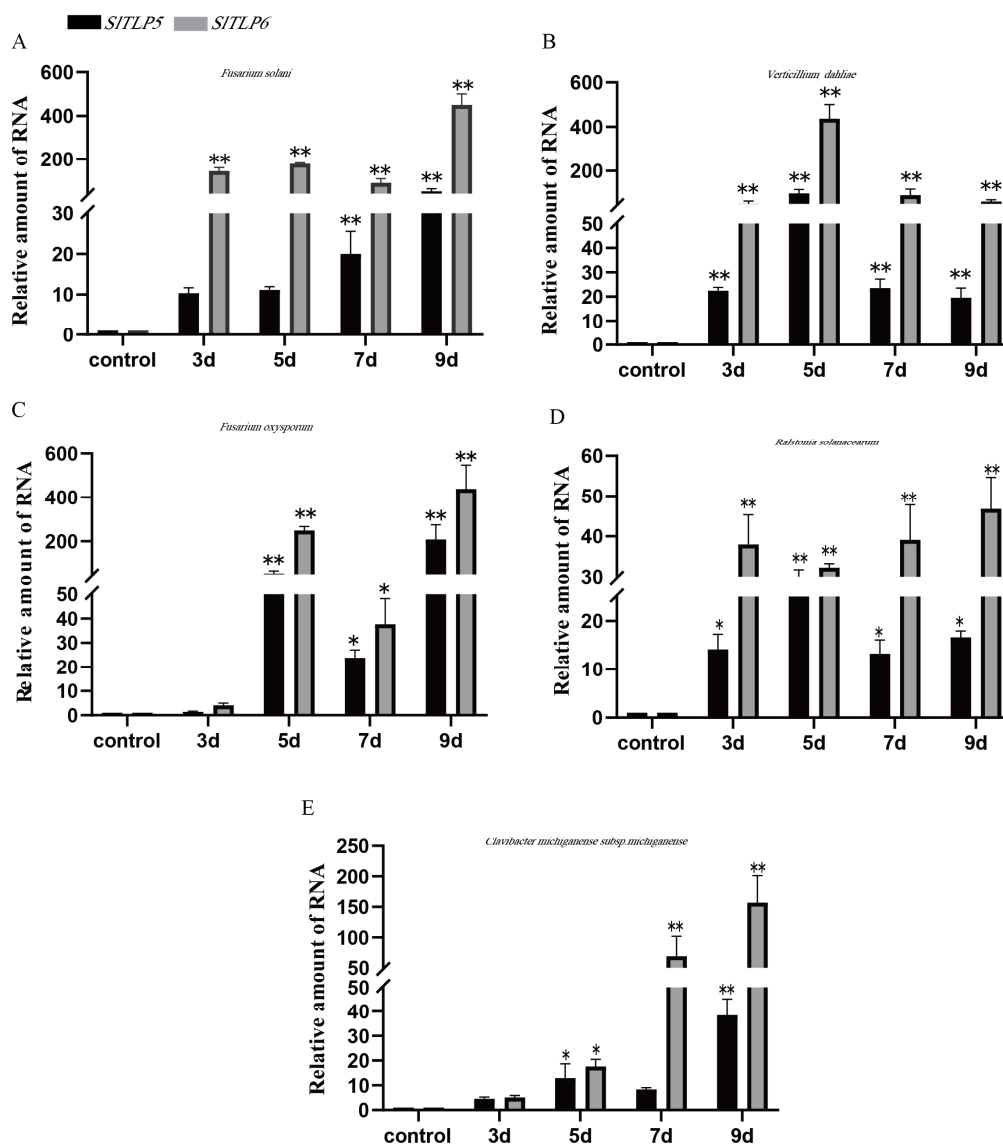 SlTLP5 SlTLP6
A
Fusarium solani
Relative amount of RNA
600
400
200
30
20
10
0
** ** ** ** ** **
control 3d 5d 7d 9d
B
Verticillium dahliae
Relative amount of RNA
600
400
200
50
40
30
20
10
0
** ** ** ** ** ** ** **
control 3d 5d 7d 9d
C
Fusarium oxysporum
Relative amount of RNA
600
400
200
50
40
30
20
10
0
** ** * * ** **
control 3d 5d 7d 9d
D
Ralstonia solanacearum
Relative amount of RNA
60
50
40
30
20
10
0
* ** ** ** * ** * **
control 3d 5d 7d 9d
E
Clavibacter michiganense subsp.michiganense
Relative amount of RNA
250
200
150
100
50
50
40
30
20
10
0
* * ** ** **
control 3d 5d 7d 9d